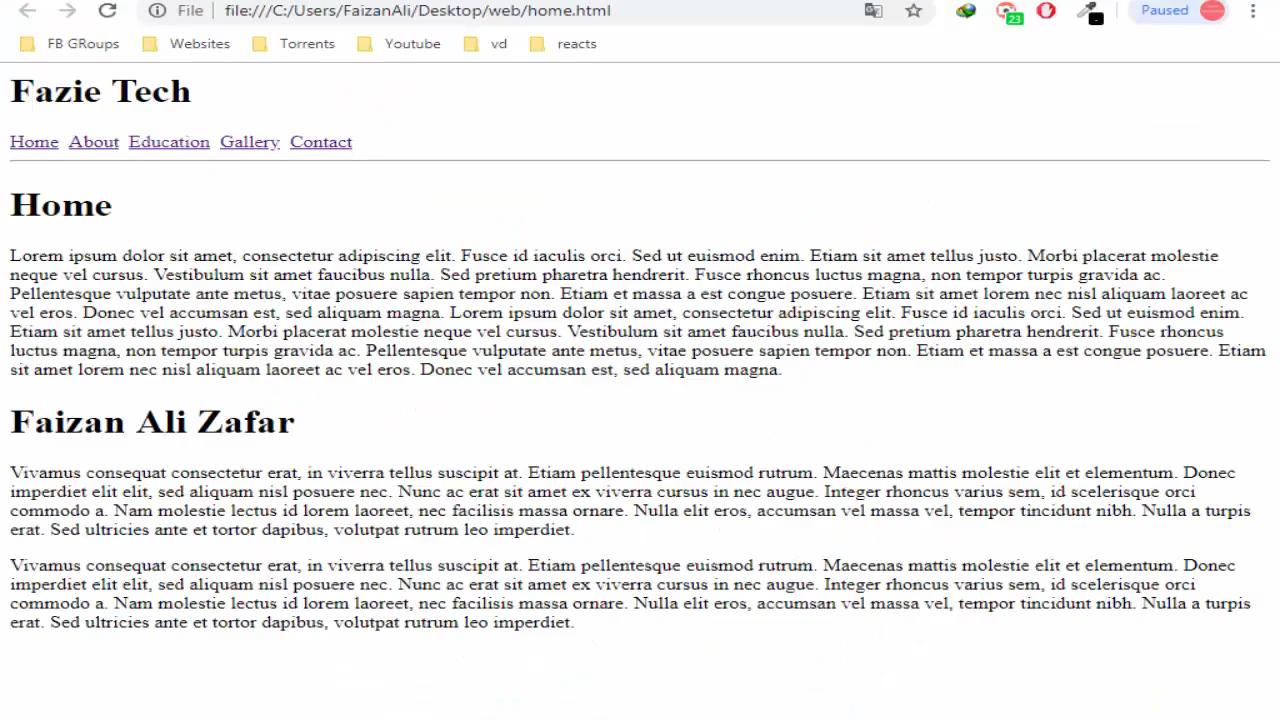 File file:///C:/Users/FaizanAli/Desktop/web/home.html 23 Paused
FB GRoups Websites Torrents Youtube vd reacts
Fazie Tech
Home About Education Gallery Contact
Home
Lorem ipsum dolor sit amet, consectetur adipiscing elit. Fusce id iaculis orci. Sed ut euismod enim. Etiam sit amet tellus justo. Morbi placerat molestie
neque vel cursus. Vestibulum sit amet faucibus nulla. Sed pretium pharetra hendrerit. Fusce rhoncus luctus magna, non tempor turpis gravida ac.
Pellentesque vulputate ante metus, vitae posuere sapien tempor non. Etiam et massa a est congue posuere. Etiam sit amet lorem nec nisl aliquam laoreet ac
vel eros. Donec vel accumsan est, sed aliquam magna. Lorem ipsum dolor sit amet, consectetur adipiscing elit. Fusce id iaculis orci. Sed ut euismod enim.
Etiam sit amet tellus justo. Morbi placerat molestie neque vel cursus. Vestibulum sit amet faucibus nulla. Sed pretium pharetra hendrerit. Fusce rhoncus
luctus magna, non tempor turpis gravida ac. Pellentesque vulputate ante metus, vitae posuere sapien tempor non. Etiam et massa a est congue posuere. Etiam
sit amet lorem nec nisl aliquam laoreet ac vel eros. Donec vel accumsan est, sed aliquam magna.
Faizan Ali Zafar
Vivamus consequat consectetur erat, in viverra tellus suscipit at. Etiam pellentesque euismod rutrum. Maecenas mattis molestie elit et elementum. Donec
imperdiet elit elit, sed aliquam nisl posuere nec. Nunc ac erat sit amet ex viverra cursus in nec augue. Integer rhoncus varius sem, id scelerisque orci
commodo a. Nam molestie lectus id lorem laoreet, nec facilisis massa ornare. Nulla elit eros, accumsan vel massa vel, tempor tincidunt nibh. Nulla a turpis
erat. Sed ultricies ante et tortor dapibus, volutpat rutrum leo imperdiet.
Vivamus consequat consectetur erat, in viverra tellus suscipit at. Etiam pellentesque euismod rutrum. Maecenas mattis molestie elit et elementum. Donec
imperdiet elit elit, sed aliquam nisl posuere nec. Nunc ac erat sit amet ex viverra cursus in nec augue. Integer rhoncus varius sem, id scelerisque orci
commodo a. Nam molestie lectus id lorem laoreet, nec facilisis massa ornare. Nulla elit eros, accumsan vel massa vel, tempor tincidunt nibh. Nulla a turpis
erat. Sed ultricies ante et tortor dapibus, volutpat rutrum leo imperdiet.